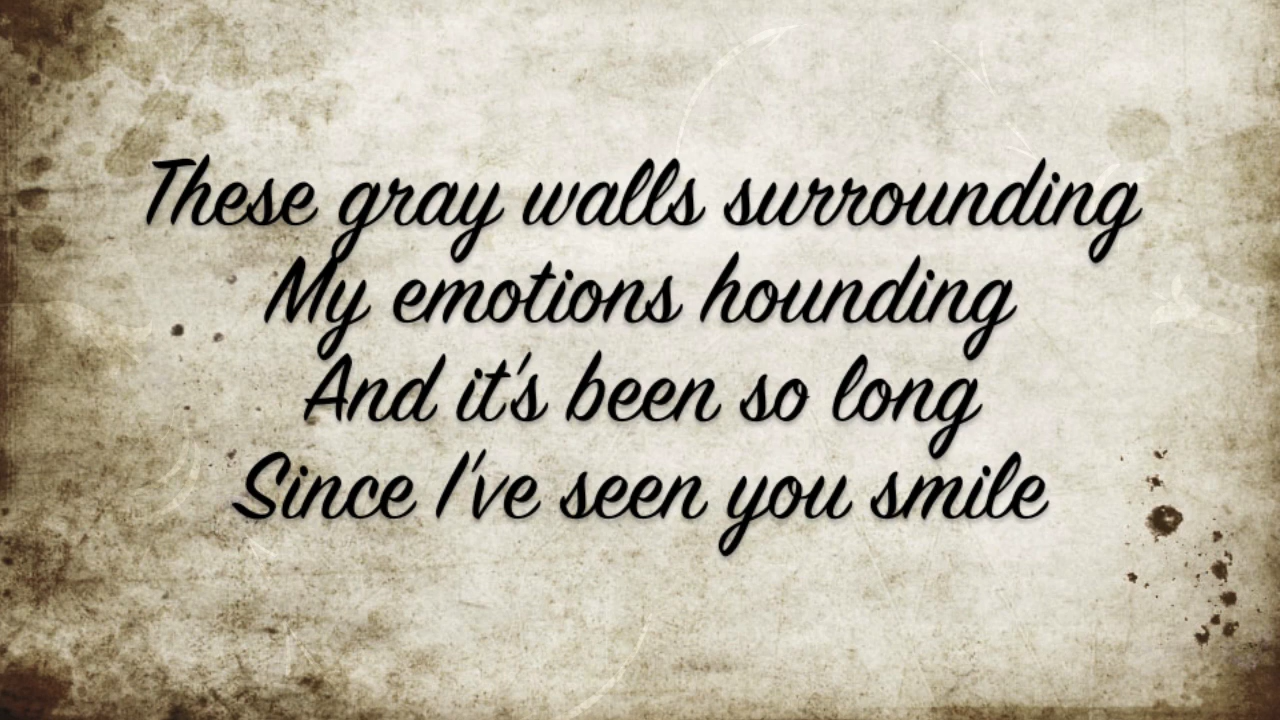 These gray walls surrounding
My emotions hounding
And it's been so long
Since I've seen you smile